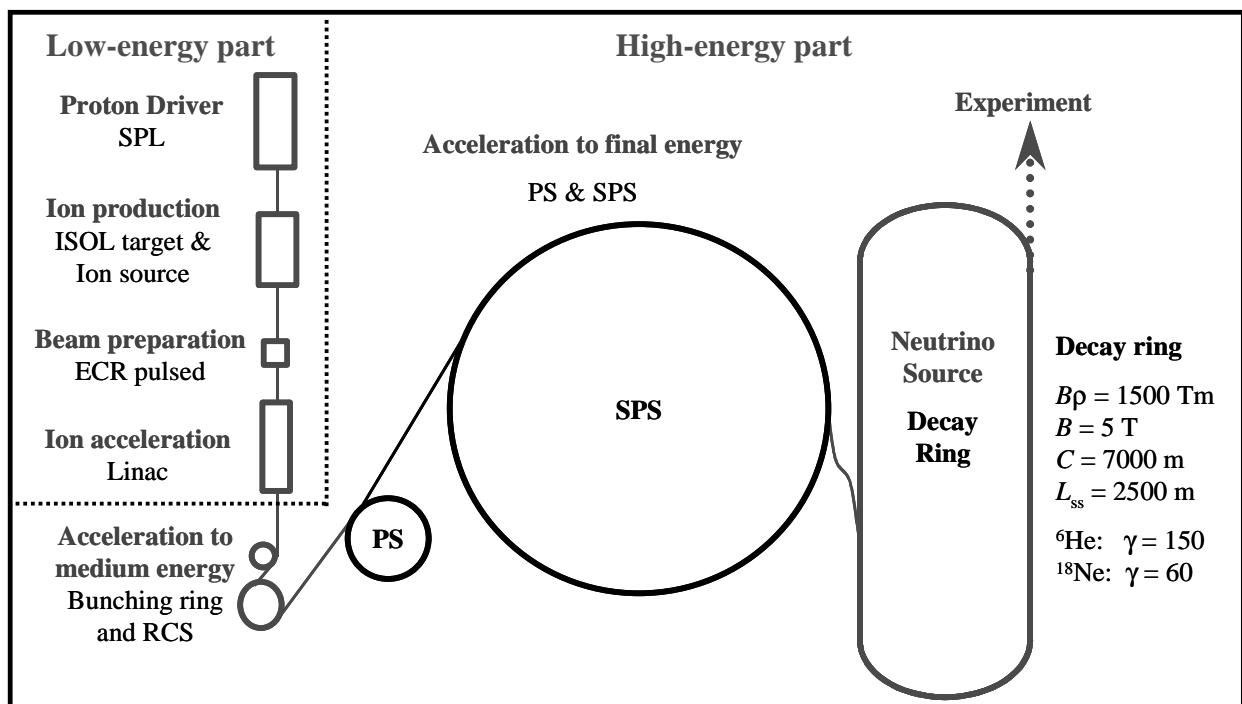 Low-energy part
Proton Driver
SPL
Ion production
ISOL target &
Ion source
Beam preparation
ECR pulsed
Ion acceleration
Linac
Acceleration to
medium energy
Bunching ring
and RCS
High-energy part
Acceleration to final energy
PS & SPS
PS
SPS
Experiment
Neutrino
Source
Decay
Ring
Decay ring
Bρ = 1500 Tm
B = 5 T
C = 7000 m
Lss = 2500 m
⁶He: γ = 150
¹⁸Ne: γ = 60